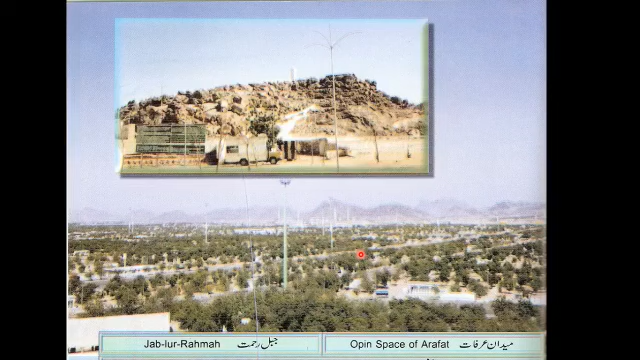 Jab-lur-Rahmah جبل رحمت
Opin Space of Arafat میدان عرفات